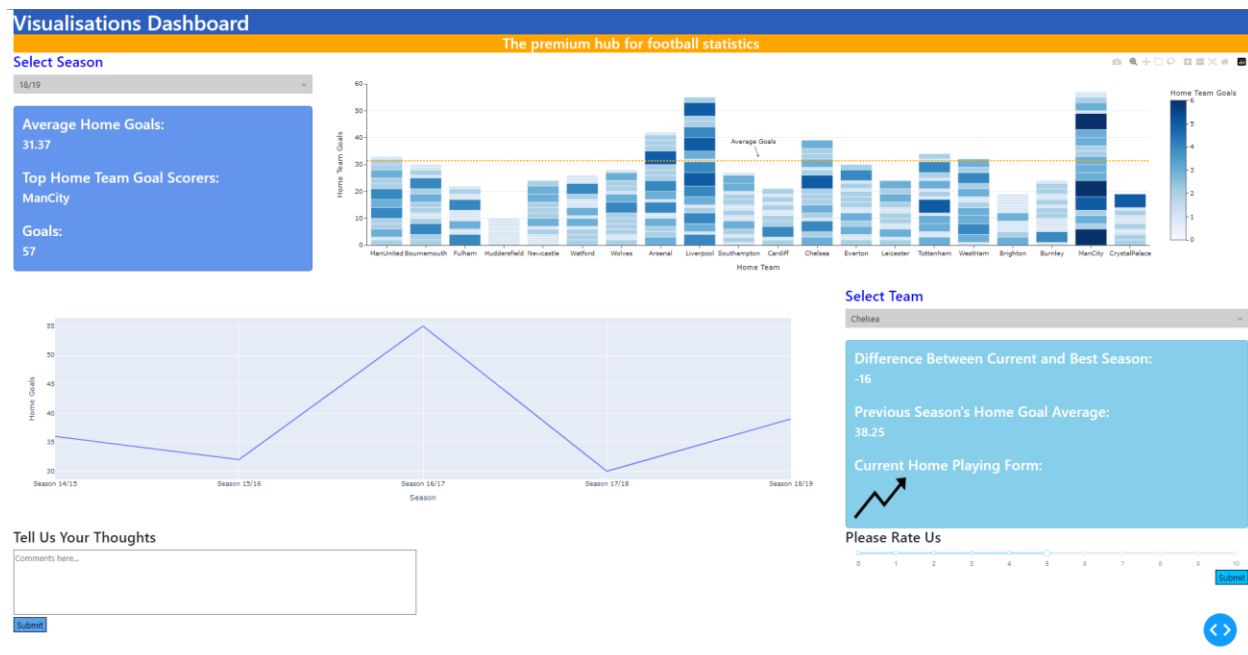 Visualisations Dashboard
The premium hub for football statistics
Select Season
18/19
Average Home Goals:
31.37
Top Home Team Goal Scorers:
ManCity
Goals:
57
Home Team Goals
60
50
40
30
20
10
0
Average Goals
ManUnited Bournemouth Fulham Huddersfield Newcastle Watford Wolves Arsenal Liverpool Southampton Cardiff Chelsea Everton Leicester Tottenham WestHam Brighton Burnley ManCity CrystalPalace
Home Team
Home Team Goals
6
5
4
3
2
1
0
Home Goals
55
50
45
40
35
30
Season 14/15 Season 15/16 Season 16/17 Season 17/18 Season 18/19
Season
Select Team
Chelsea
Difference Between Current and Best Season:
-16
Previous Season's Home Goal Average:
38.25
Current Home Playing Form:
Tell Us Your Thoughts
Comments here...
Submit
Please Rate Us
0 1 2 3 4 5 6 7 8 9 10
Submit